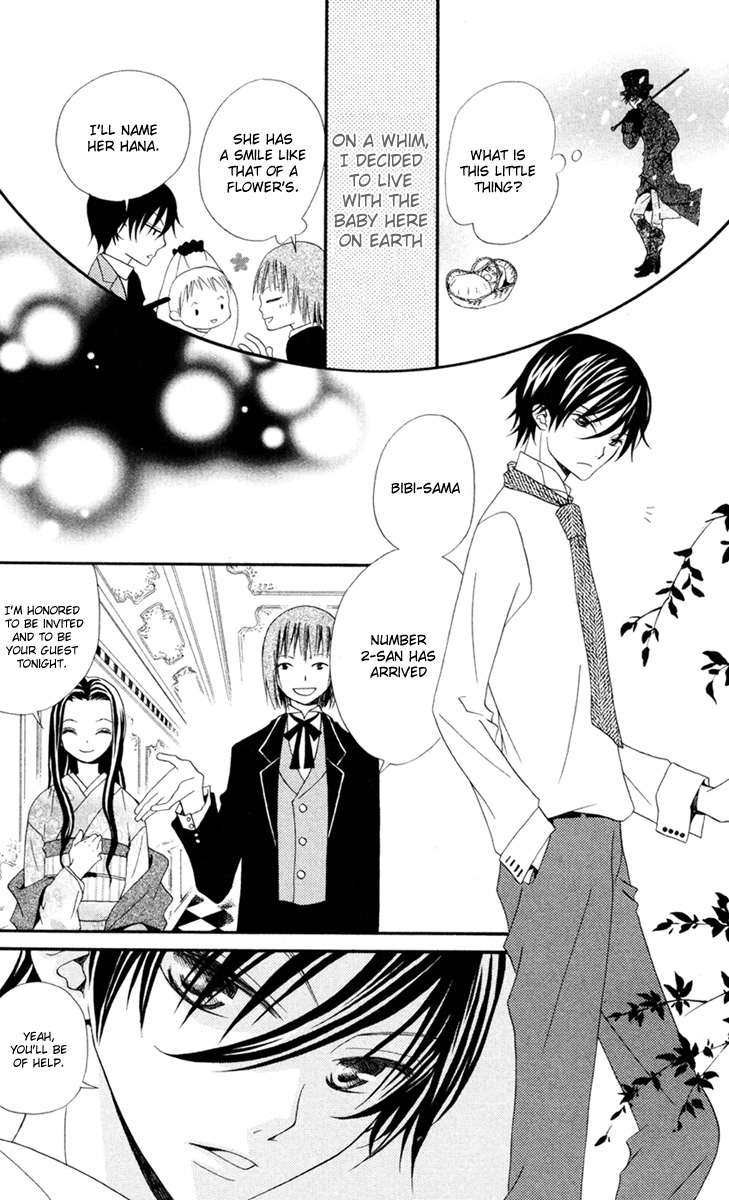 WHAT IS
THIS LITTLE
THING?
ON A WHIM,
I DECIDED
TO LIVE
WITH THE
BABY HERE
ON EARTH
SHE HAS
A SMILE LIKE
THAT OF A
FLOWER'S.
I'LL NAME
HER HANA.
BIBI-SAMA
NUMBER
2-SAN HAS
ARRIVED
I'M HONORED
TO BE INVITED
AND TO BE
YOUR GUEST
TONIGHT.
YEAH,
YOU'LL BE
OF HELP.